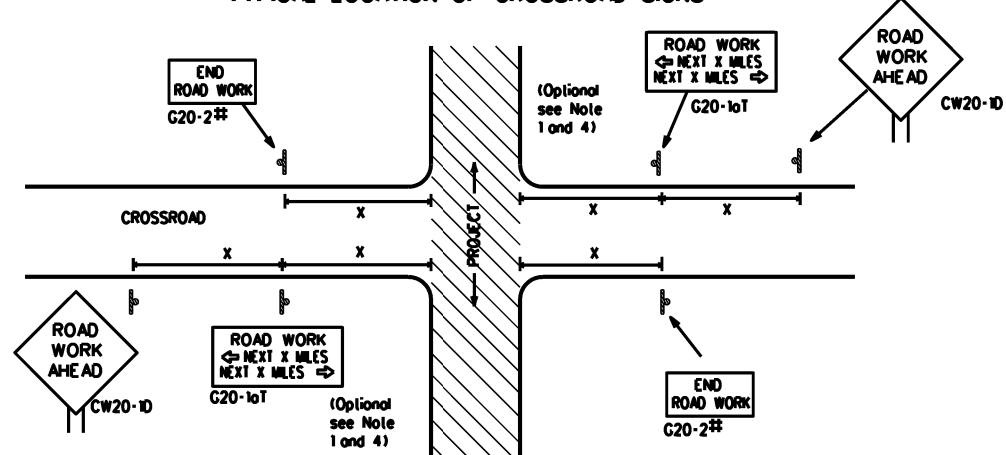 TYPICAL LOCATION OF CROSSROAD SIGNS
END
ROAD WORK
G20-2#
(Optional
see Note
1 and 4)
ROAD WORK
⇦ NEXT X MILES
NEXT X MILES ⇨
G20-1aT
ROAD
WORK
AHEAD
CW20-1D
CROSSROAD
X
X
X
PROJECT
X
X
X
ROAD
WORK
AHEAD
CW20-1D
ROAD WORK
⇦ NEXT X MILES
NEXT X MILES ⇨
G20-1aT
(Optional
see Note
1 and 4)
END
ROAD WORK
G20-2#